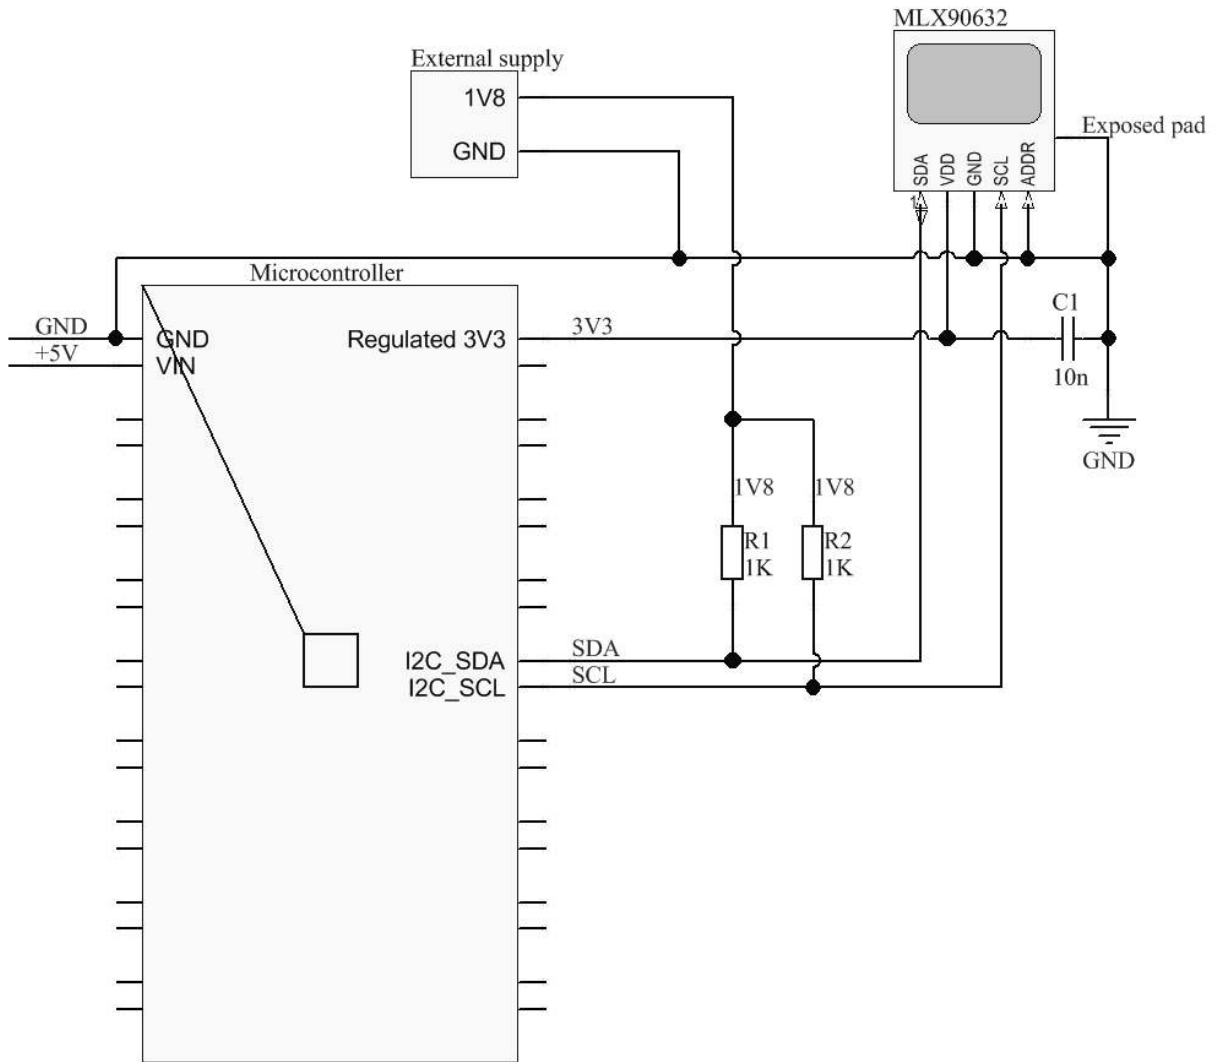 MLX90632
External supply
1V8
GND
Exposed pad
SDA
VDD
GND
SCL
ADDR
1
Microcontroller
C1
GND
GND
Regulated 3V3
3V3
+5V
VIN
10n
GND
1V8
1V8
R1
R2
1K
1K
SDA
I2C_SDA
SCL
I2C_SCL